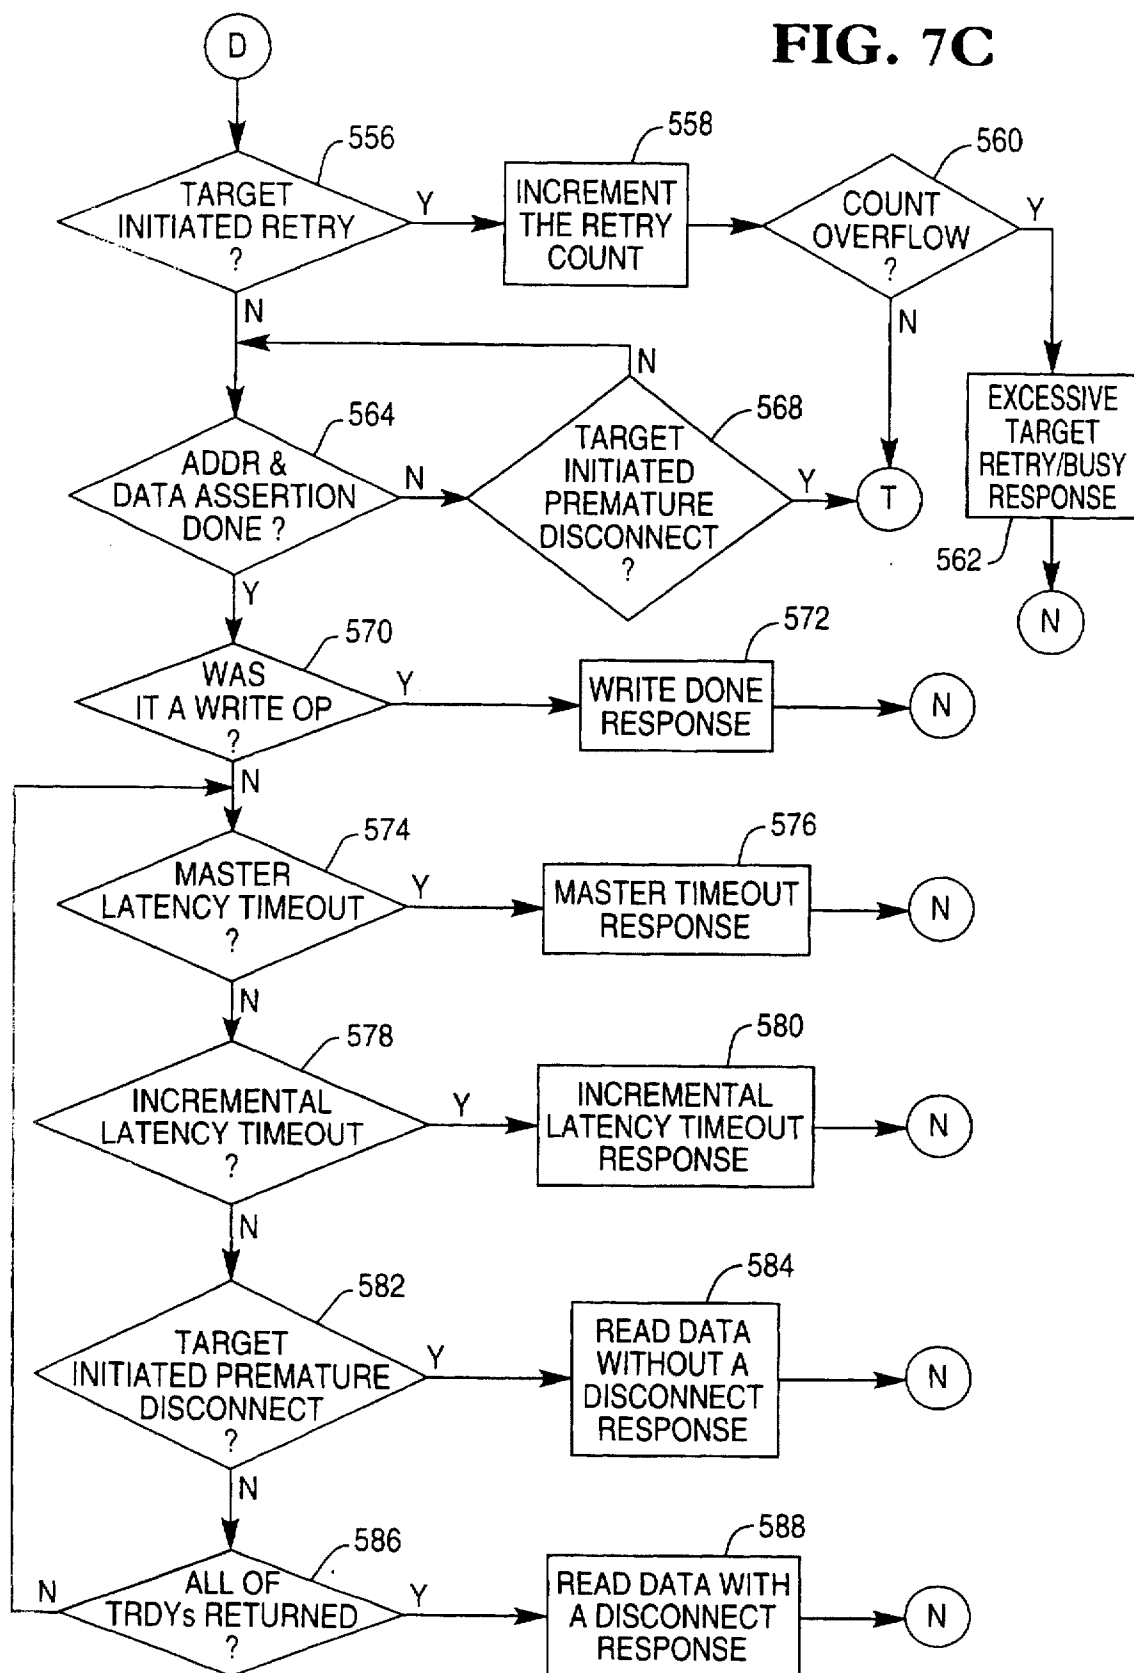 FIG. 7C
D
556
TARGET
INITIATED RETRY
?
Y
N
558
INCREMENT
THE RETRY
COUNT
560
COUNT
OVERFLOW
?
Y
N
EXCESSIVE
TARGET
RETRY/BUSY
RESPONSE
562
N
564
ADDR &
DATA ASSERTION
DONE ?
N
Y
568
TARGET
INITIATED
PREMATURE
DISCONNECT
?
N
Y
T
570
WAS
IT A WRITE OP
?
Y
N
572
WRITE DONE
RESPONSE
N
574
MASTER
LATENCY TIMEOUT
?
Y
N
576
MASTER TIMEOUT
RESPONSE
N
578
INCREMENTAL
LATENCY TIMEOUT
?
Y
N
580
INCREMENTAL
LATENCY TIMEOUT
RESPONSE
N
582
TARGET
INITIATED PREMATURE
DISCONNECT
?
Y
N
584
READ DATA
WITHOUT A
DISCONNECT
RESPONSE
N
586
ALL OF
TRDYs RETURNED
?
N
Y
588
READ DATA WITH
A DISCONNECT
RESPONSE
N